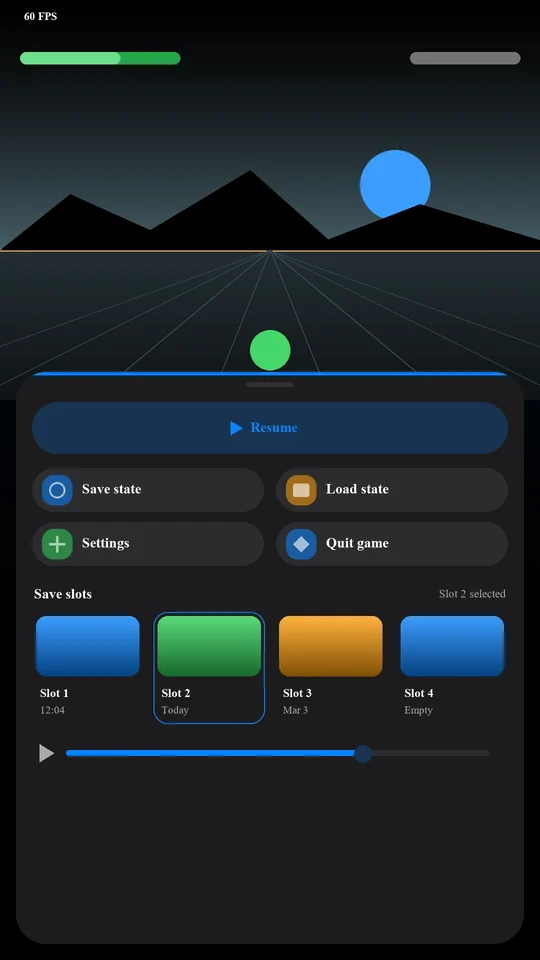 60 FPS
Resume
Save state
Load state
Settings
Quit game
Save slots
Slot 2 selected
Slot 1
12:04
Slot 2
Today
Slot 3
Mar 3
Slot 4
Empty